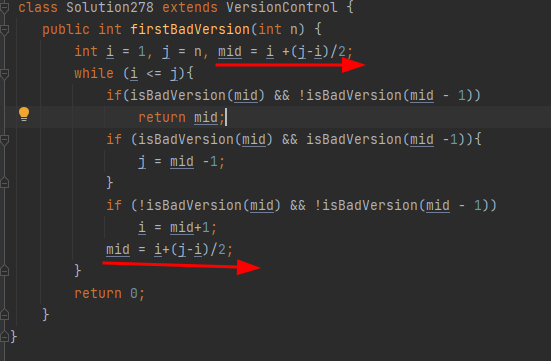 class Solution278 extends VersionControl {
public int firstBadVersion(int n) {
int i = 1, j = n, mid = i +(j-i)/2;
while (i <= j){
if(isBadVersion(mid) && !isBadVersion(mid - 1))
return mid;
if (isBadVersion(mid) && isBadVersion(mid -1)){
j = mid -1;
}
if (!isBadVersion(mid) && !isBadVersion(mid - 1))
i = mid+1;
mid = i+(j-i)/2;
}
return 0;
}
}